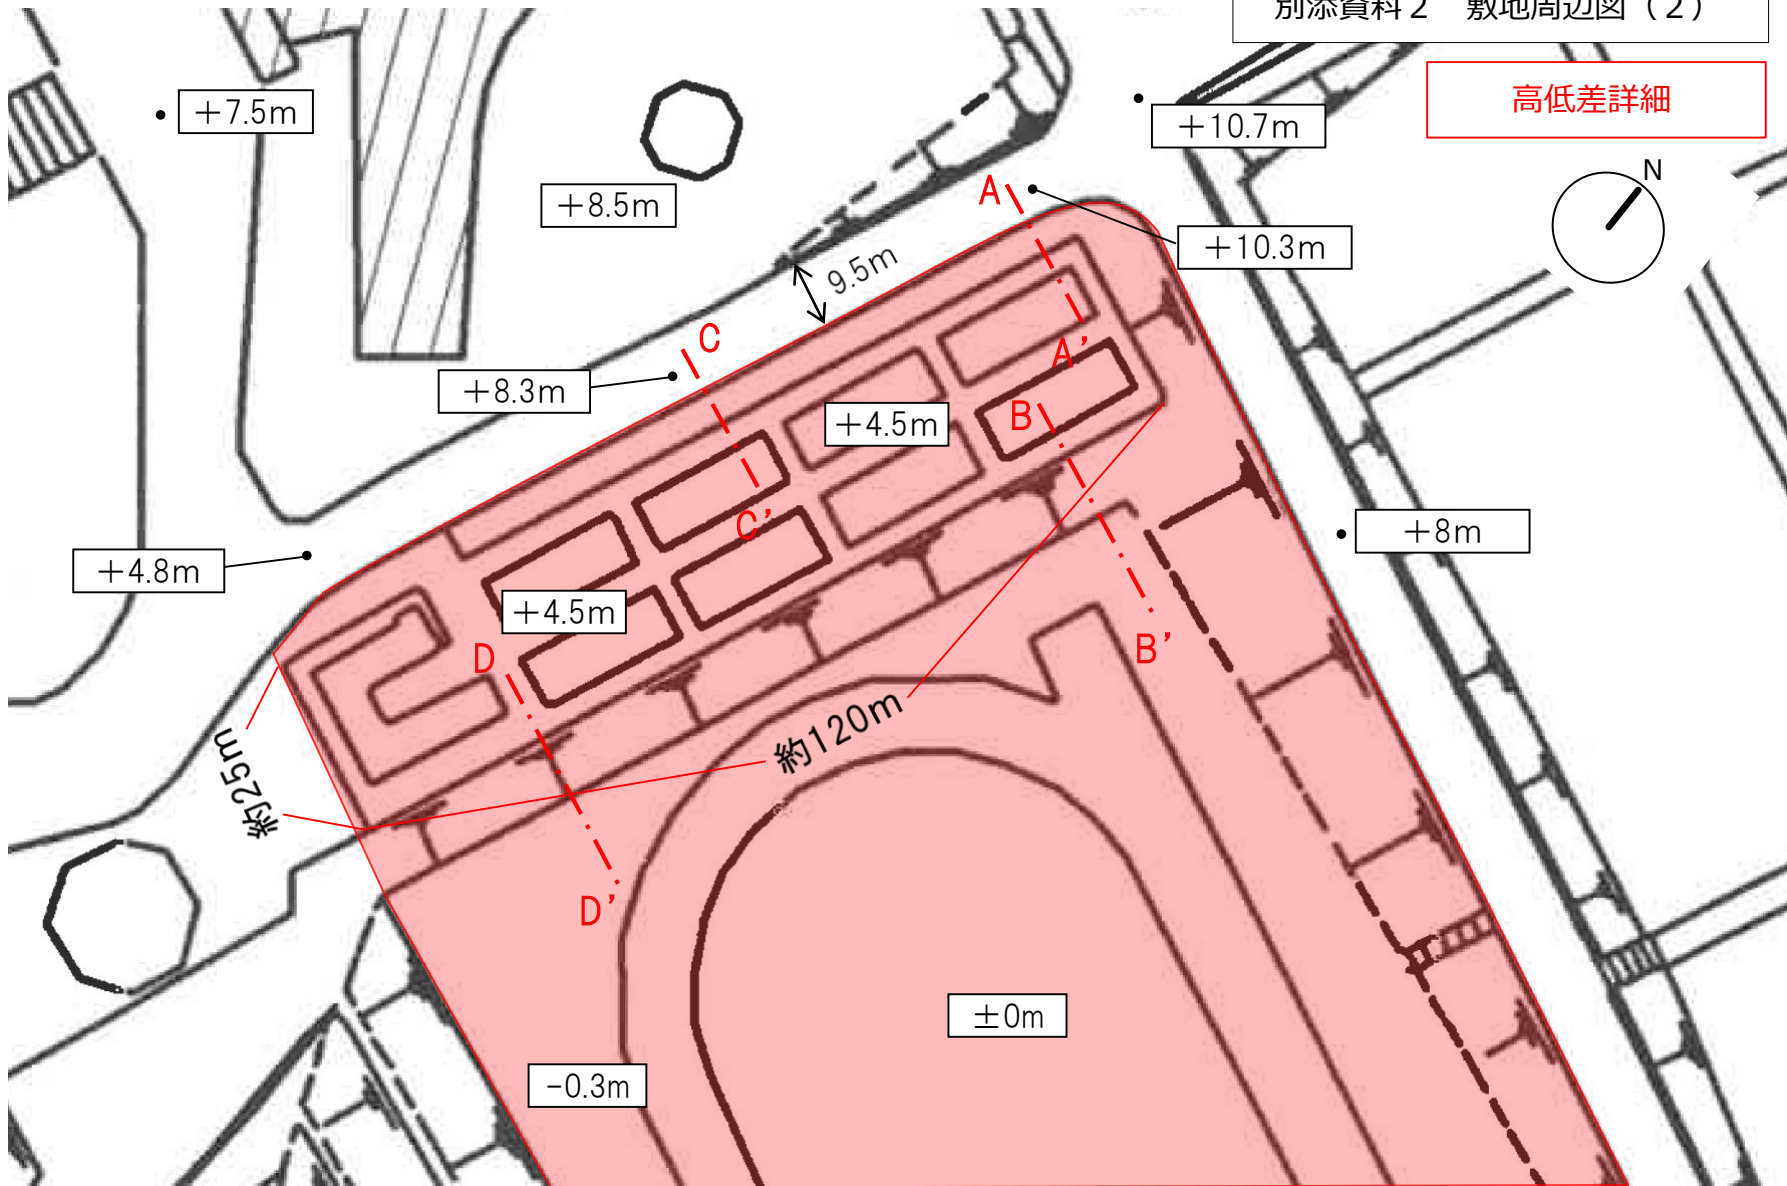 別添資料2 敷地周辺図(2)
高低差詳細
N
+7.5m
+8.5m
+10.7m
+10.3m
A
9.5m
C
+8.3m
A'
B
+4.5m
C'
+8m
+4.8m
+4.5m
D
B'
約120m
約25m
D'
±0m
-0.3m